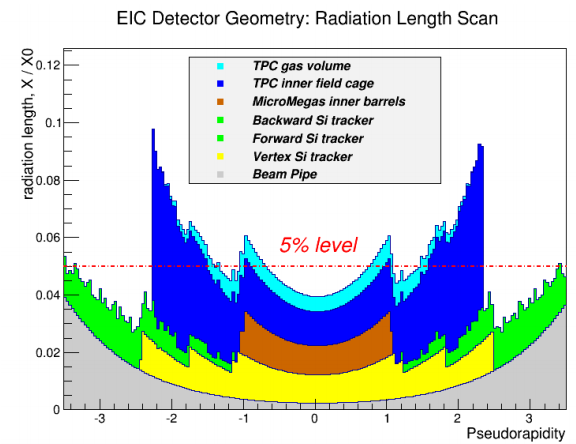 EIC Detector Geometry: Radiation Length Scan
radiation length, X / X0
0.12
0.1
0.08
0.06
0.04
0.02
0
TPC gas volume
TPC inner field cage
MicroMegas inner barrels
Backward Si tracker
Forward Si tracker
Vertex Si tracker
Beam Pipe
5% level
-3
-2
-1
0
1
2
3
Pseudorapidity